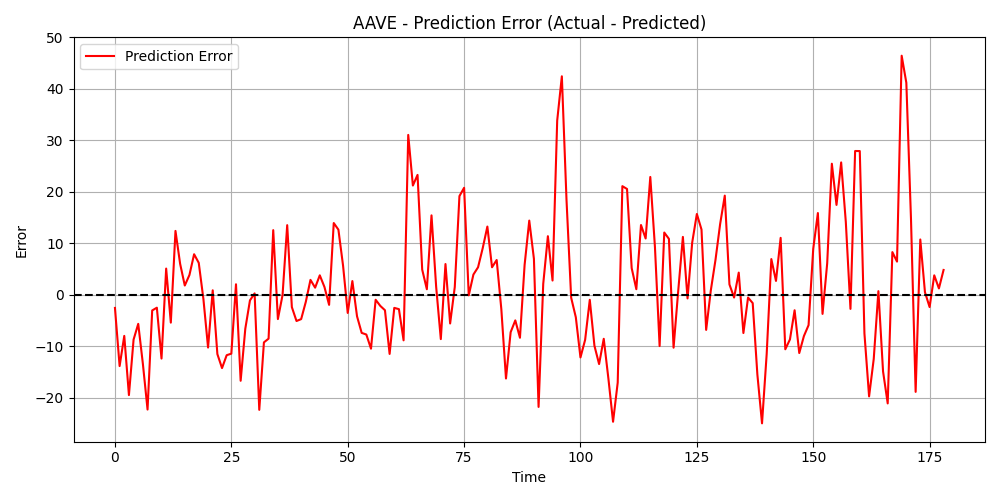 AAVE - Prediction Error (Actual - Predicted)
Prediction Error
Error
50
40
30
20
10
0
−10
−20
0 25 50 75 100 125 150 175
Time